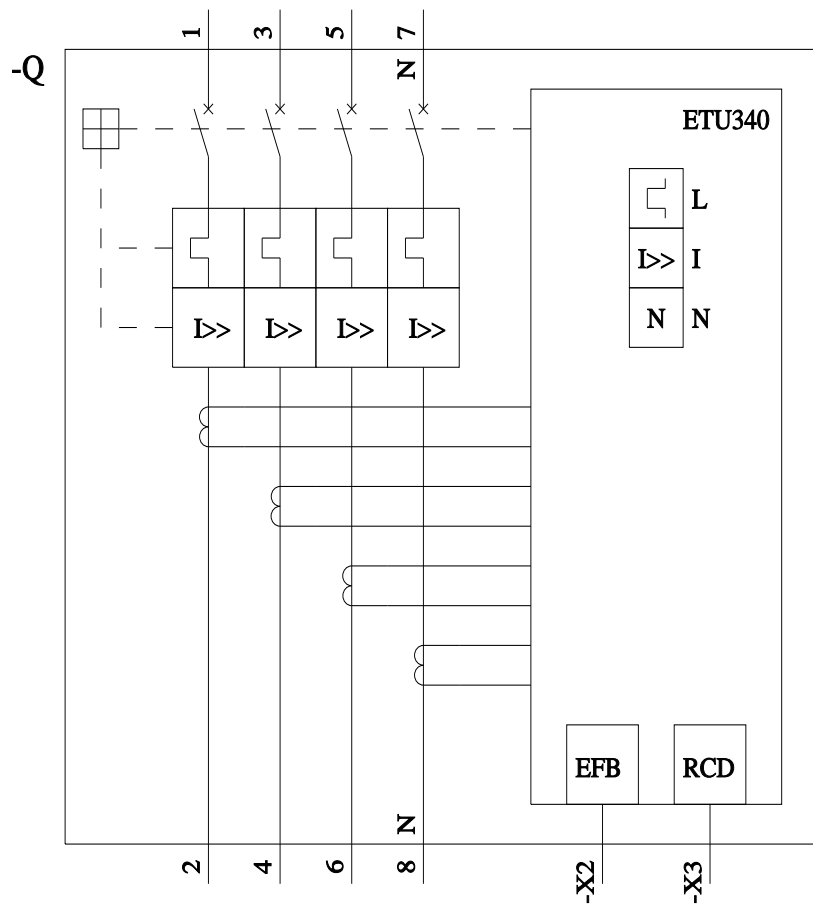 1 3 5 7
-Q
N
ETU340
L
I>> I
N N
I>> I>> I>> I>>
EFB RCD
N
2 4 6 8
-X2 -X3